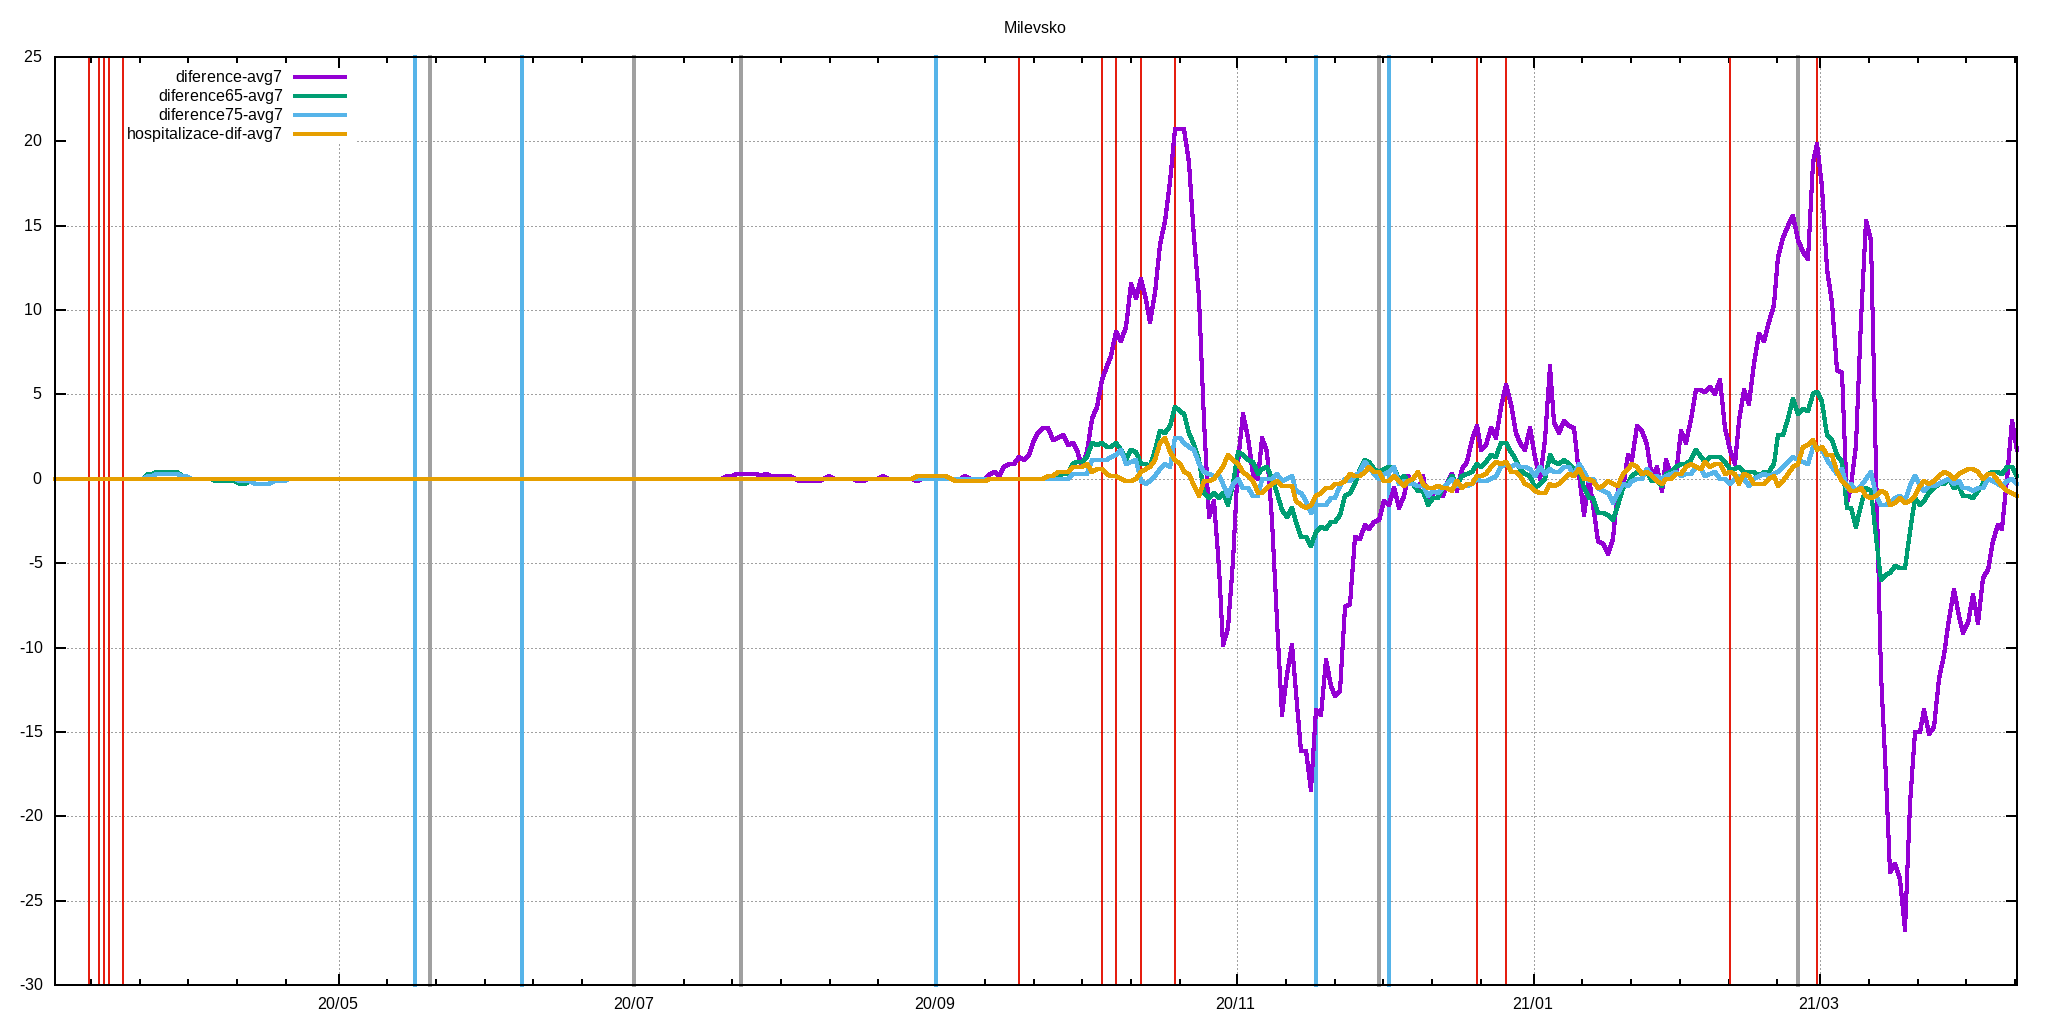 Milevsko
25
diference-avg7
diference65-avg7
diference75-avg7
hospitalizace-dif-avg7
20
15
10
5
0
-5
-10
-15
-20
-25
-30
20/05 20/07 20/09 20/11 21/01 21/03